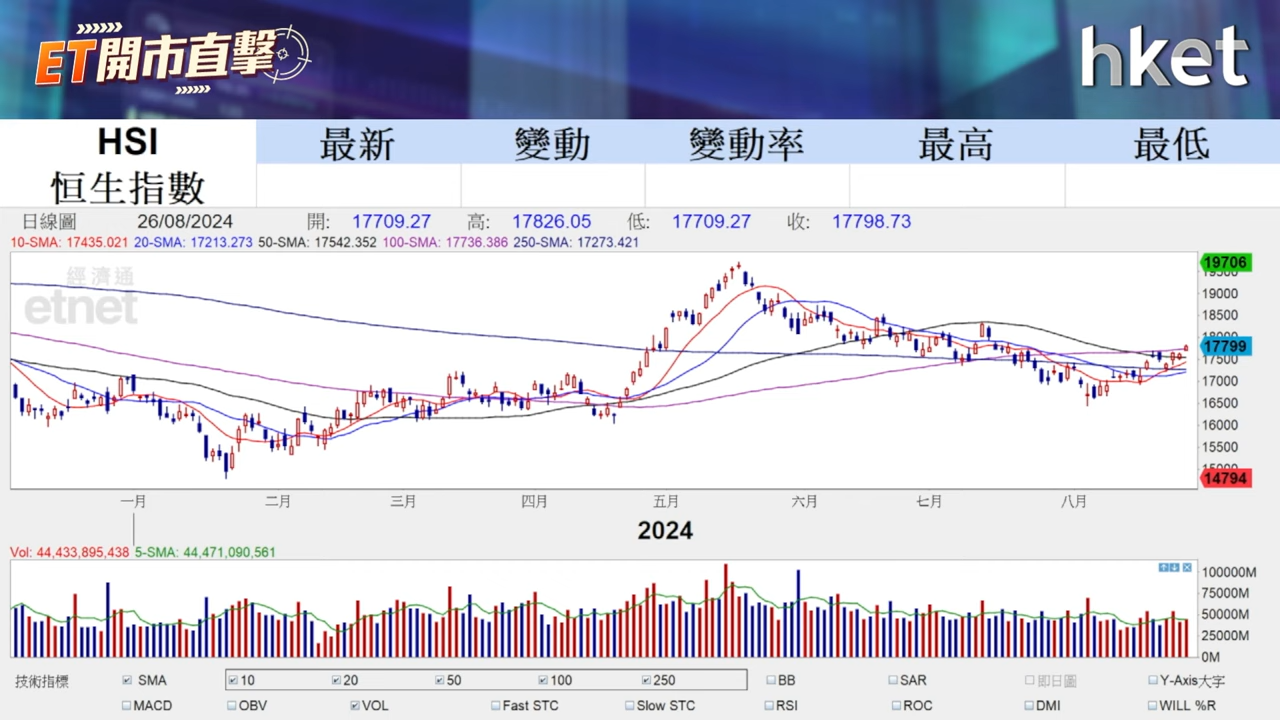 ET開市直擊
hket
HSI 最新 變動 變動率 最高 最低
恒生指數
日線圖 26/08/2024 開: 17709.27 高: 17826.05 低: 17709.27 收: 17798.73
10-SMA: 17435.021 20-SMA: 17213.273 50-SMA: 17542.352 100-SMA: 17736.386 250-SMA: 17273.421
經濟通
etnet
19706
19500
19000
18500
18000
17799
17500
17000
16500
16000
15500
15000
14794
一月 二月 三月 四月 五月 六月 七月 八月
2024
Vol: 44,433,895,438 5-SMA: 44,471,090,561
100000M
75000M
50000M
25000M
0M
技術指標 SMA 10 20 50 100 250 BB SAR 即日圖 Y-Axis大字
MACD OBV VOL Fast STC Slow STC RSI ROC DMI WILL %R